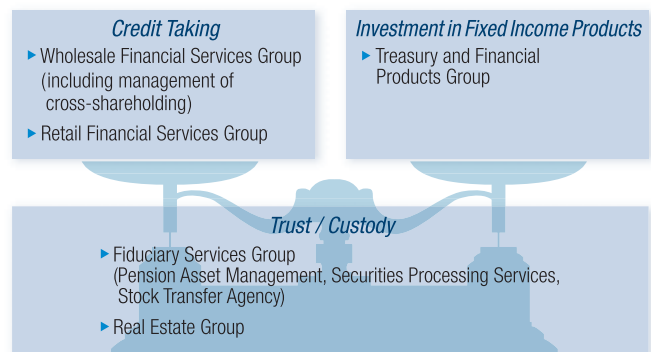 Credit Taking
Wholesale Financial Services Group
(including management of
cross-shareholding)
Retail Financial Services Group
Investment in Fixed Income Products
Treasury and Financial
Products Group
Trust / Custody
Fiduciary Services Group
(Pension Asset Management, Securities Processing Services,
Stock Transfer Agency)
Real Estate Group